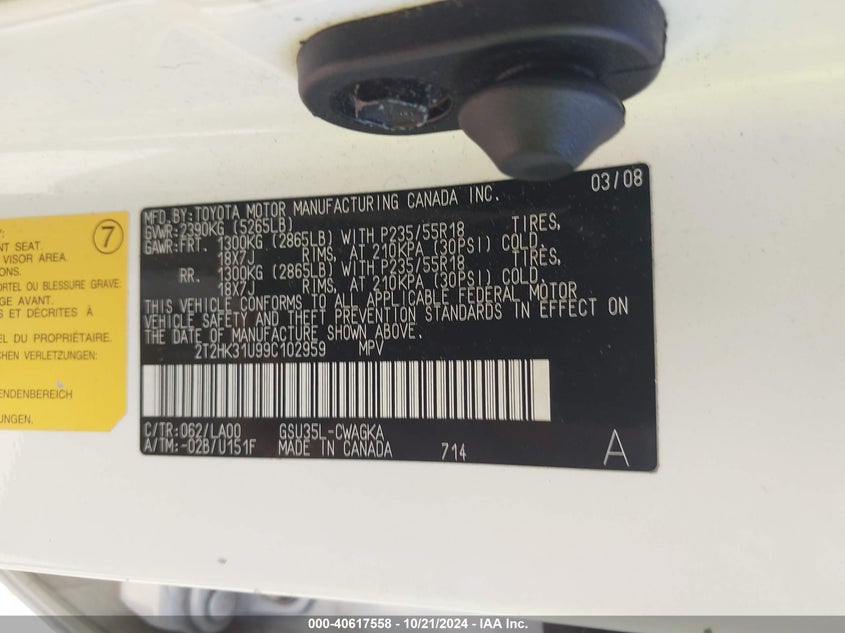 MFD.BY:TOYOTA MOTOR MANUFACTURING CANADA INC. 03/08
GVWR:2390KG (5265LB)
GAWR:FRT. 1300KG (2865LB) WITH P235/55R18 TIRES,
18X7J RIMS, AT 210KPA (30PSI) COLD.
RR. 1300KG (2865LB) WITH P235/55R18 TIRES,
18X7J RIMS, AT 210KPA (30PSI) COLD.
THIS VEHICLE CONFORMS TO ALL APPLICABLE FEDERAL MOTOR
VEHICLE SAFETY AND THEFT PREVENTION STANDARDS IN EFFECT ON
THE DATE OF MANUFACTURE SHOWN ABOVE.
2T2HK31U99C102959 MPV
C/TR:062/LA00 GSU35L-CWAGKA
A/TM:-02B/U151F MADE IN CANADA 714 A
7
NT SEAT.
VISOR AREA.
ONS.
ORTEL OU BLESSURE GRAVE:
GE AVANT.
S ET DÉCRITES À
EL DU PROPRIÉTAIRE.
CHEN VERLETZUNGEN.
ENDENBEREICH
UNGEN.
000-40617558 - 10/21/2024 - IAA Inc.